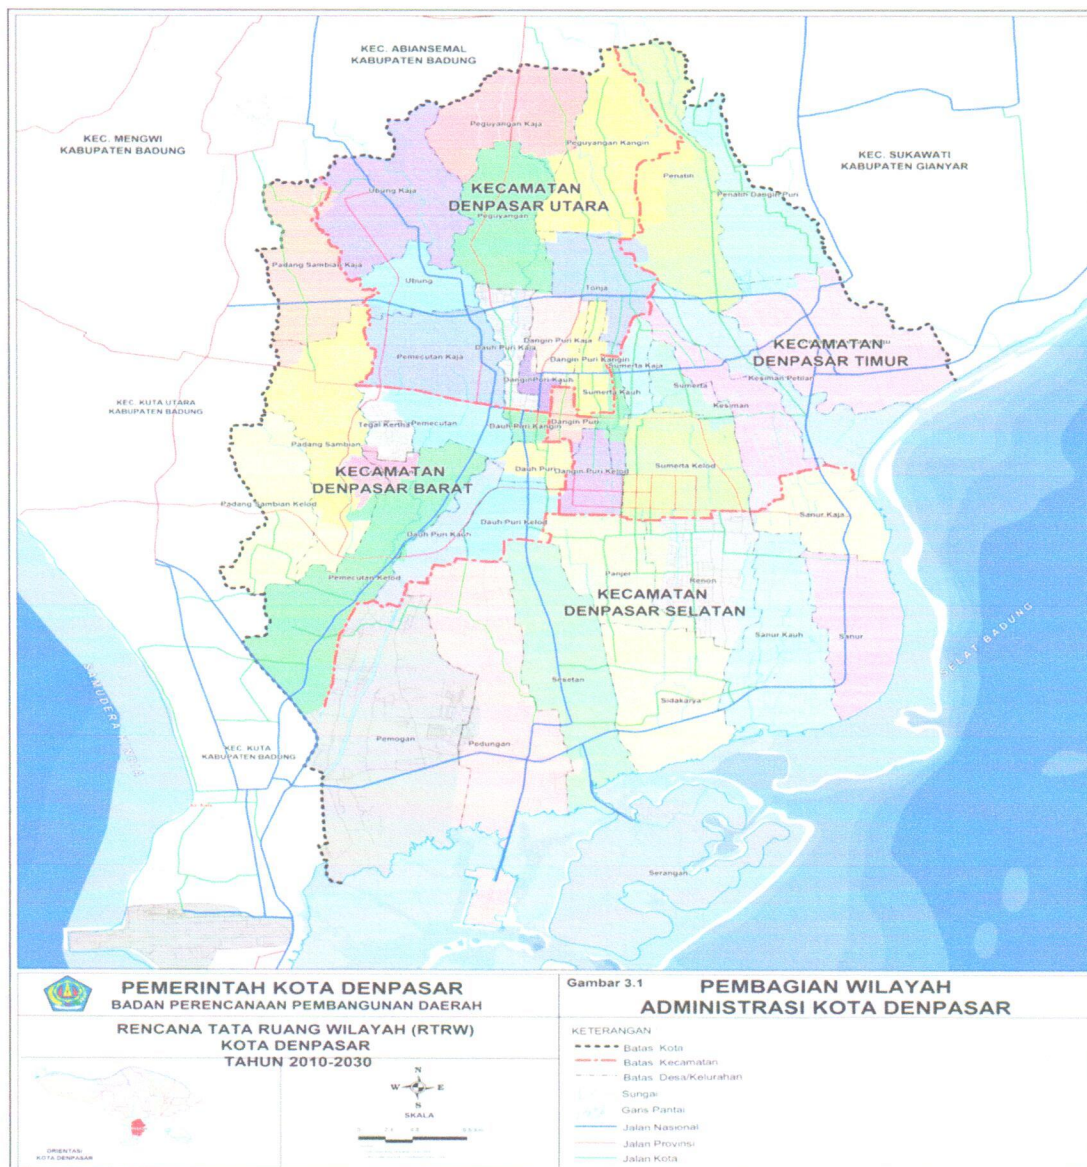 KEC. ABIANSEMAL
KABUPATEN BADUNG
KEC. MENGWI
KABUPATEN BADUNG
KEC. SUKAWATI
KABUPATEN GIANYAR
Peguyangan Kaja
Peguyangan Kangin
Penatih
Ubung Kaja
KECAMATAN
DENPASAR UTARA
Penatih Dangin Puri
Peguyangan
Padang Sambian Kaja
Ubung
Tonja
Dangin Puri Kaja
Dauh Puri Kaja
KECAMATAN
DENPASAR TIMUR
Pemecutan Kaja
Dangin Puri Kangin
Sumerta Kaja
Dangin Puri Kauh
Kesiman Petilan
Sumerta
Sumerta Kauh
KEC. KUTA UTARA
KABUPATEN BADUNG
Kesiman
Tegal Kertha
Pemecutan
Dauh Puri Kangin
Dangin Puri
Padang Sambian
KECAMATAN
DENPASAR BARAT
Dauh Puri
Dangin Puri Kelod
Sumerta Kelod
Padang Sambian Kelod
Sanur Kaja
Dauh Puri Kelod
Dauh Puri Kauh
Pemecutan Kelod
Panjer
Renon
KECAMATAN
DENPASAR SELATAN
Sanur Kauh
Sanur
SELAT BADUNG
Sesetan
Sidakarya
SAMUDERA
Pemogan
Pedungan
KEC. KUTA
KABUPATEN BADUNG
Serangan
PEMERINTAH KOTA DENPASAR
BADAN PERENCANAAN PEMBANGUNAN DAERAH
Gambar 3.1
PEMBAGIAN WILAYAH
ADMINISTRASI KOTA DENPASAR
RENCANA TATA RUANG WILAYAH (RTRW)
KOTA DENPASAR
TAHUN 2010-2030
N
W E
S
SKALA
ORIENTASI
KOTA DENPASAR
KETERANGAN
Batas Kota
Batas Kecamatan
Batas Desa/Kelurahan
Sungai
Garis Pantai
Jalan Nasional
Jalan Provinsi
Jalan Kota